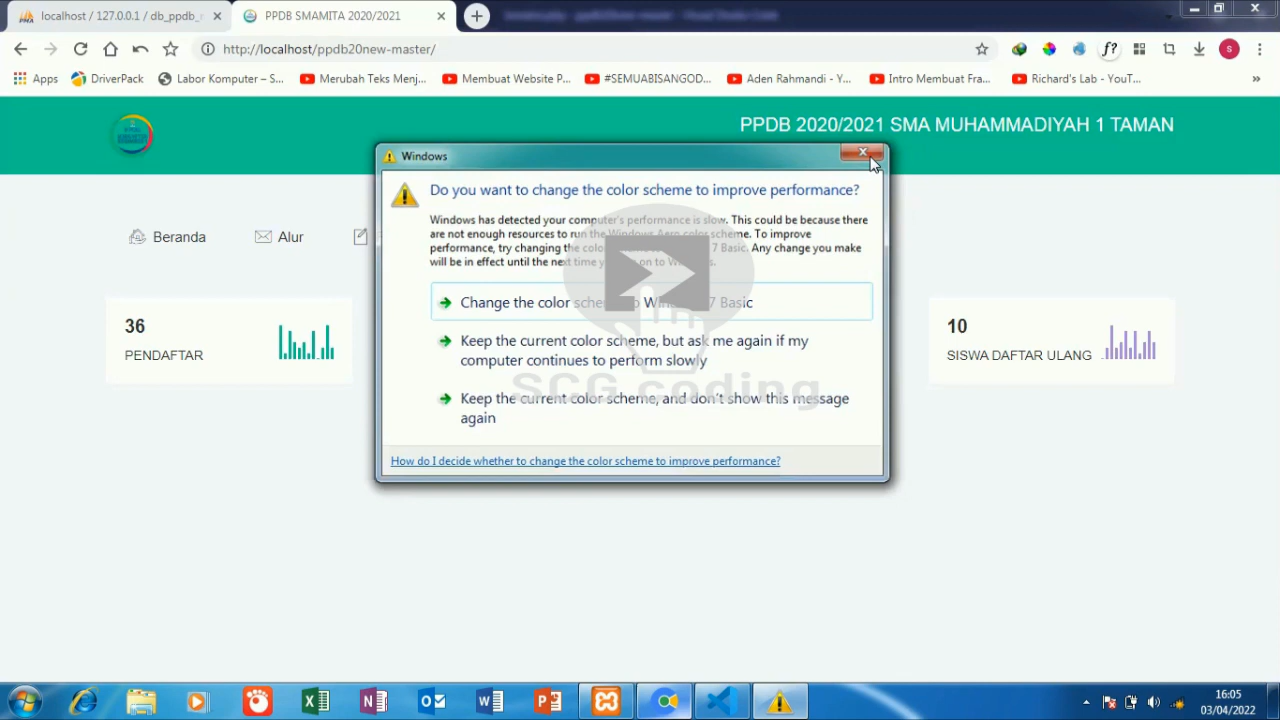 localhost / 127.0.0.1 / db_ppdb_
PPDB SMAMITA 2020/2021
http://localhost/ppdb20new-master/
f?
s
Apps
DriverPack
Labor Komputer – S...
Merubah Teks Menj...
Membuat Website P...
#SEMUABISANGOD...
Aden Rahmandi - Y...
Intro Membuat Fra...
Richard's Lab - YouT...
»
PPDB 2020/2021 SMA MUHAMMADIYAH 1 TAMAN
Beranda
Alur
36
PENDAFTAR
10
SISWA DAFTAR ULANG
Windows
Do you want to change the color scheme to improve performance?
Windows has detected your computer's performance is slow. This could be because there
are not enough resources to run the Windows Aero color scheme. To improve
performance, try changing the color 7 Basic. Any change you make
will be in effect until the next time you on to Windows.
Change the color scheme to Windows 7 Basic
Keep the current color scheme, but ask me again if my
computer continues to perform slowly
Keep the current color scheme, and don't show this message
again
How do I decide whether to change the color scheme to improve performance?
SCG coding
16:05
03/04/2022